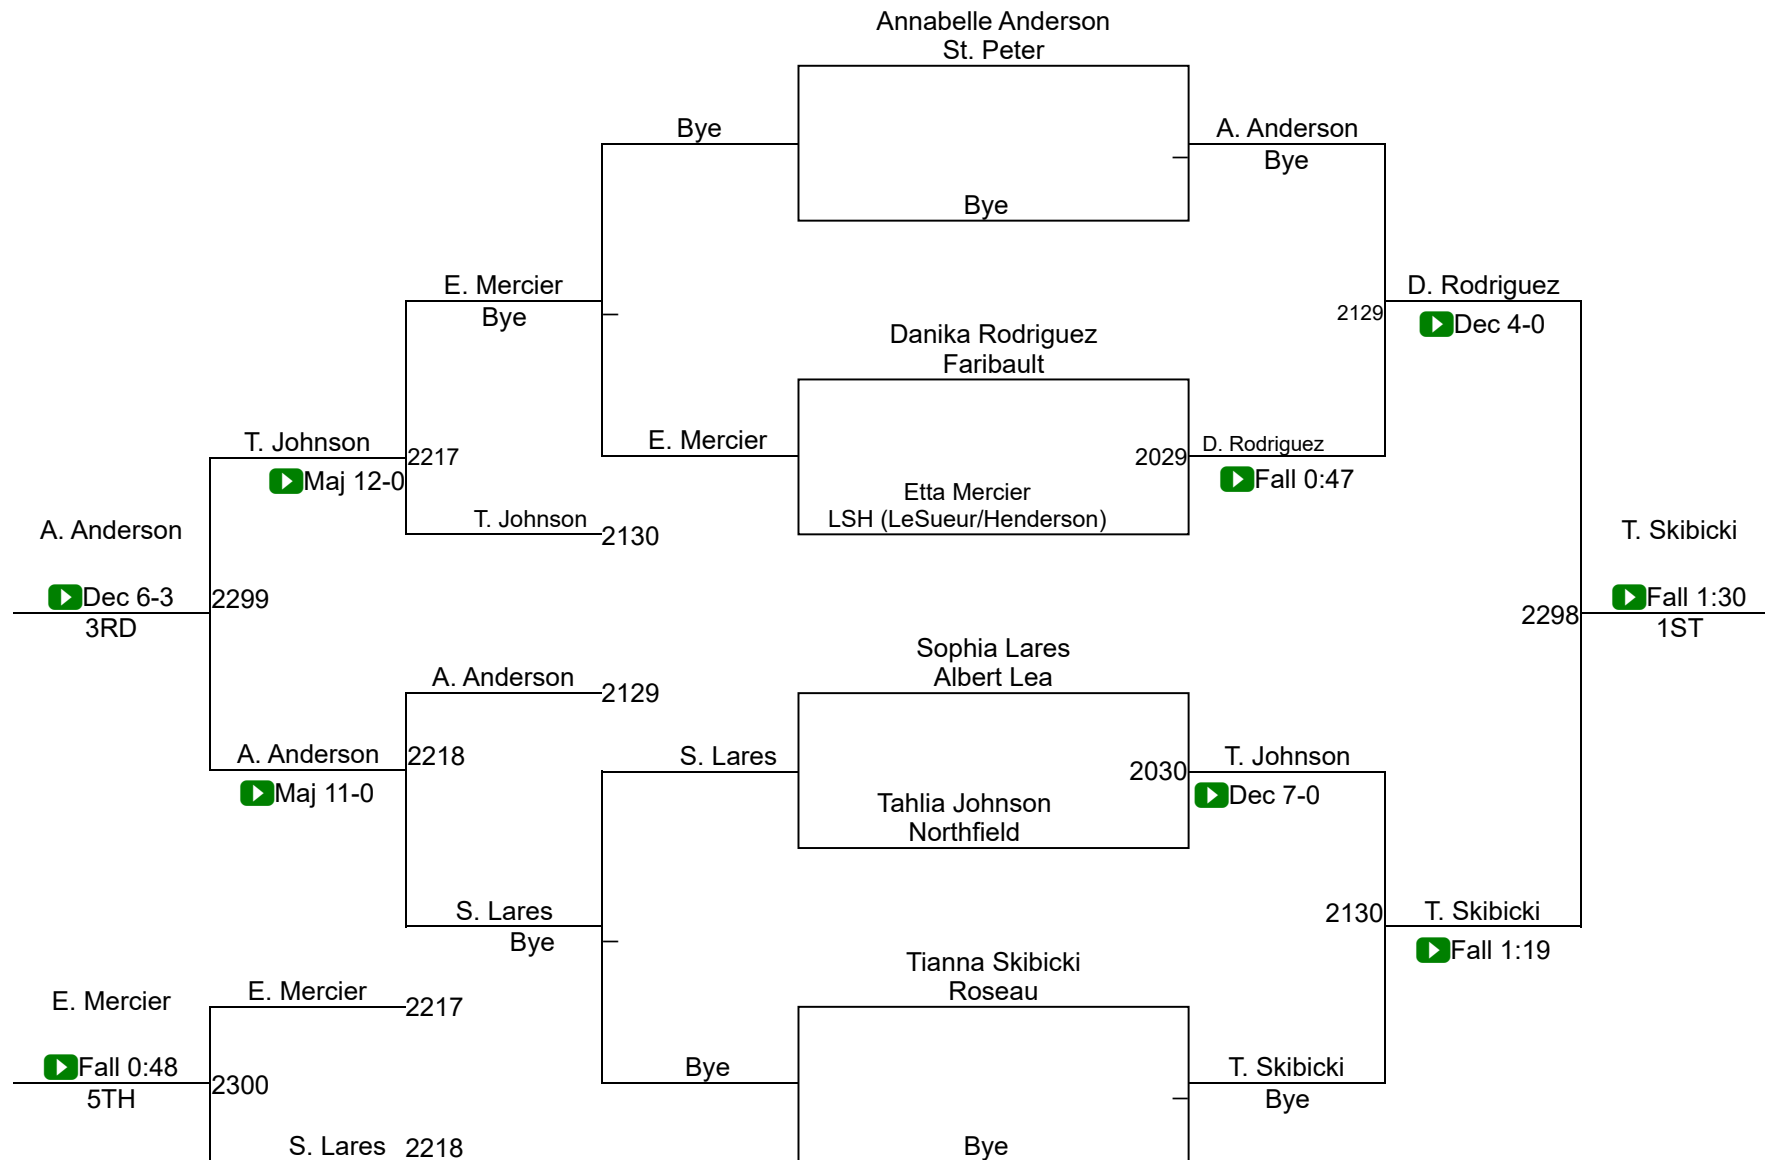 Annabelle Anderson
St. Peter
Bye
A. Anderson
Bye
Bye
E. Mercier
Bye
D. Rodriguez
2129
Dec 4-0
Danika Rodriguez
Faribault
T. Johnson
2217
Maj 12-0
E. Mercier
2029
D. Rodriguez
Fall 0:47
Etta Mercier
LSH (LeSueur/Henderson)
T. Johnson
2130
A. Anderson
Dec 6-3
3RD
2299
T. Skibicki
Fall 1:30
1ST
2298
Sophia Lares
Albert Lea
A. Anderson
2129
A. Anderson
2218
Maj 11-0
S. Lares
2030
T. Johnson
Dec 7-0
Tahlia Johnson
Northfield
S. Lares
Bye
2130
T. Skibicki
Fall 1:19
Tianna Skibicki
Roseau
E. Mercier
E. Mercier
2217
Fall 0:48
5TH
2300
Bye
T. Skibicki
Bye
S. Lares
2218
Bye